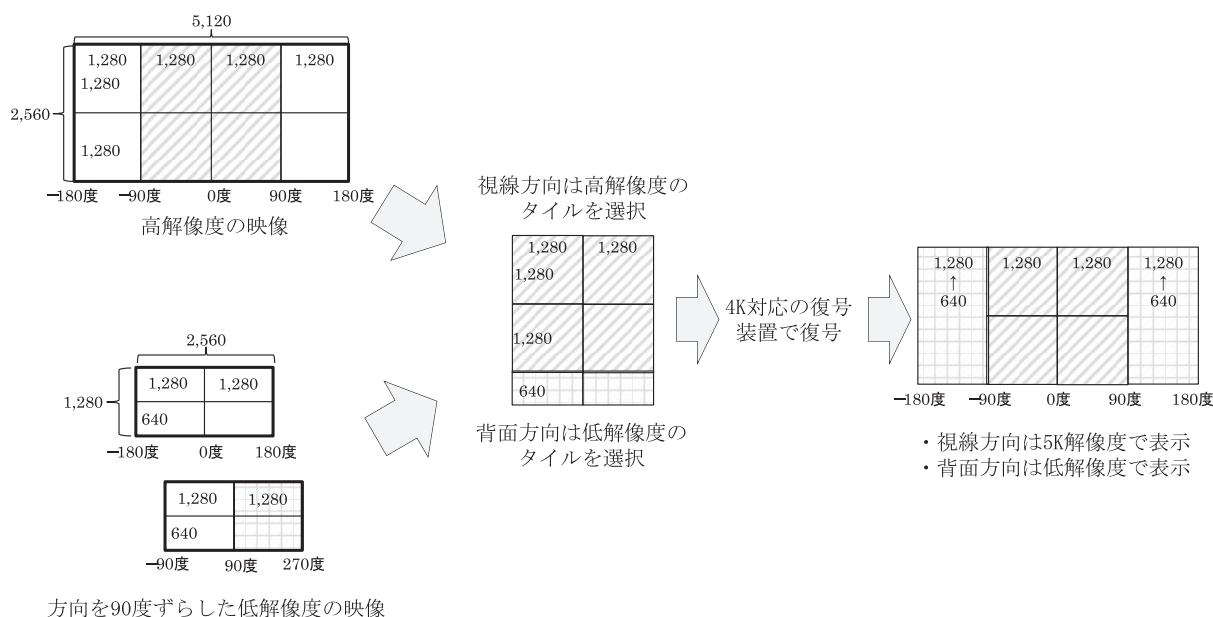 5,120
1,280 1,280 1,280 1,280
1,280
2,560
1,280
−180度 −90度 0度 90度 180度
高解像度の映像
2,560
1,280 1,280
1,280
640
−180度 0度 180度
1,280 1,280
640
−90度 90度 270度
方向を90度ずらした低解像度の映像
視線方向は高解像度の
タイルを選択
1,280 1,280
1,280
1,280
640
背面方向は低解像度の
タイルを選択
4K対応の復号
装置で復号
1,280 1,280 1,280 1,280
↑ ↑
640 640
−180度 −90度 0度 90度 180度
・視線方向は5K解像度で表示
・背面方向は低解像度で表示